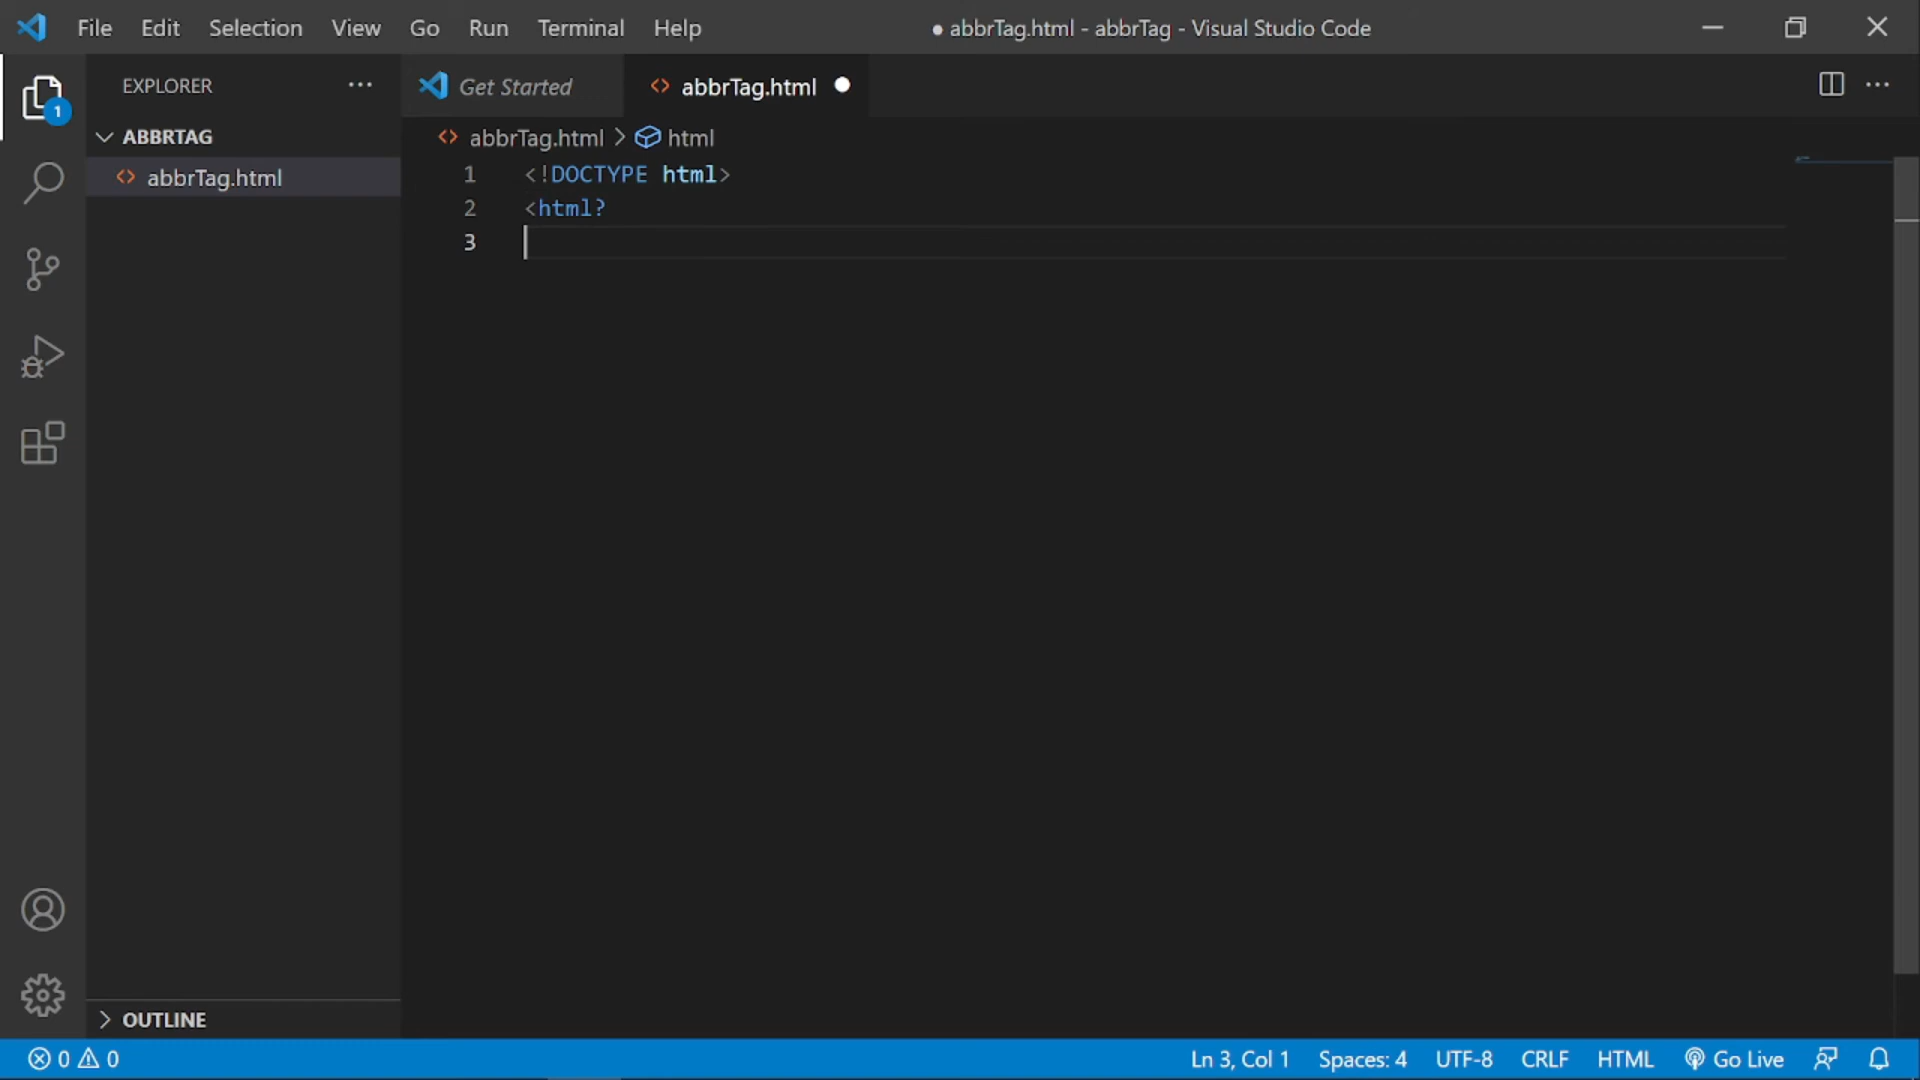 File Edit Selection View Go Run Terminal Help ● abbrTag.html - abbrTag - Visual Studio Code
EXPLORER ··· Get Started <> abbrTag.html ● ···
1 ABBRTAG <> abbrTag.html > html
<> abbrTag.html 1 <!DOCTYPE html>
2 <html?
3
OUTLINE
0 0 Ln 3, Col 1 Spaces: 4 UTF-8 CRLF HTML Go Live